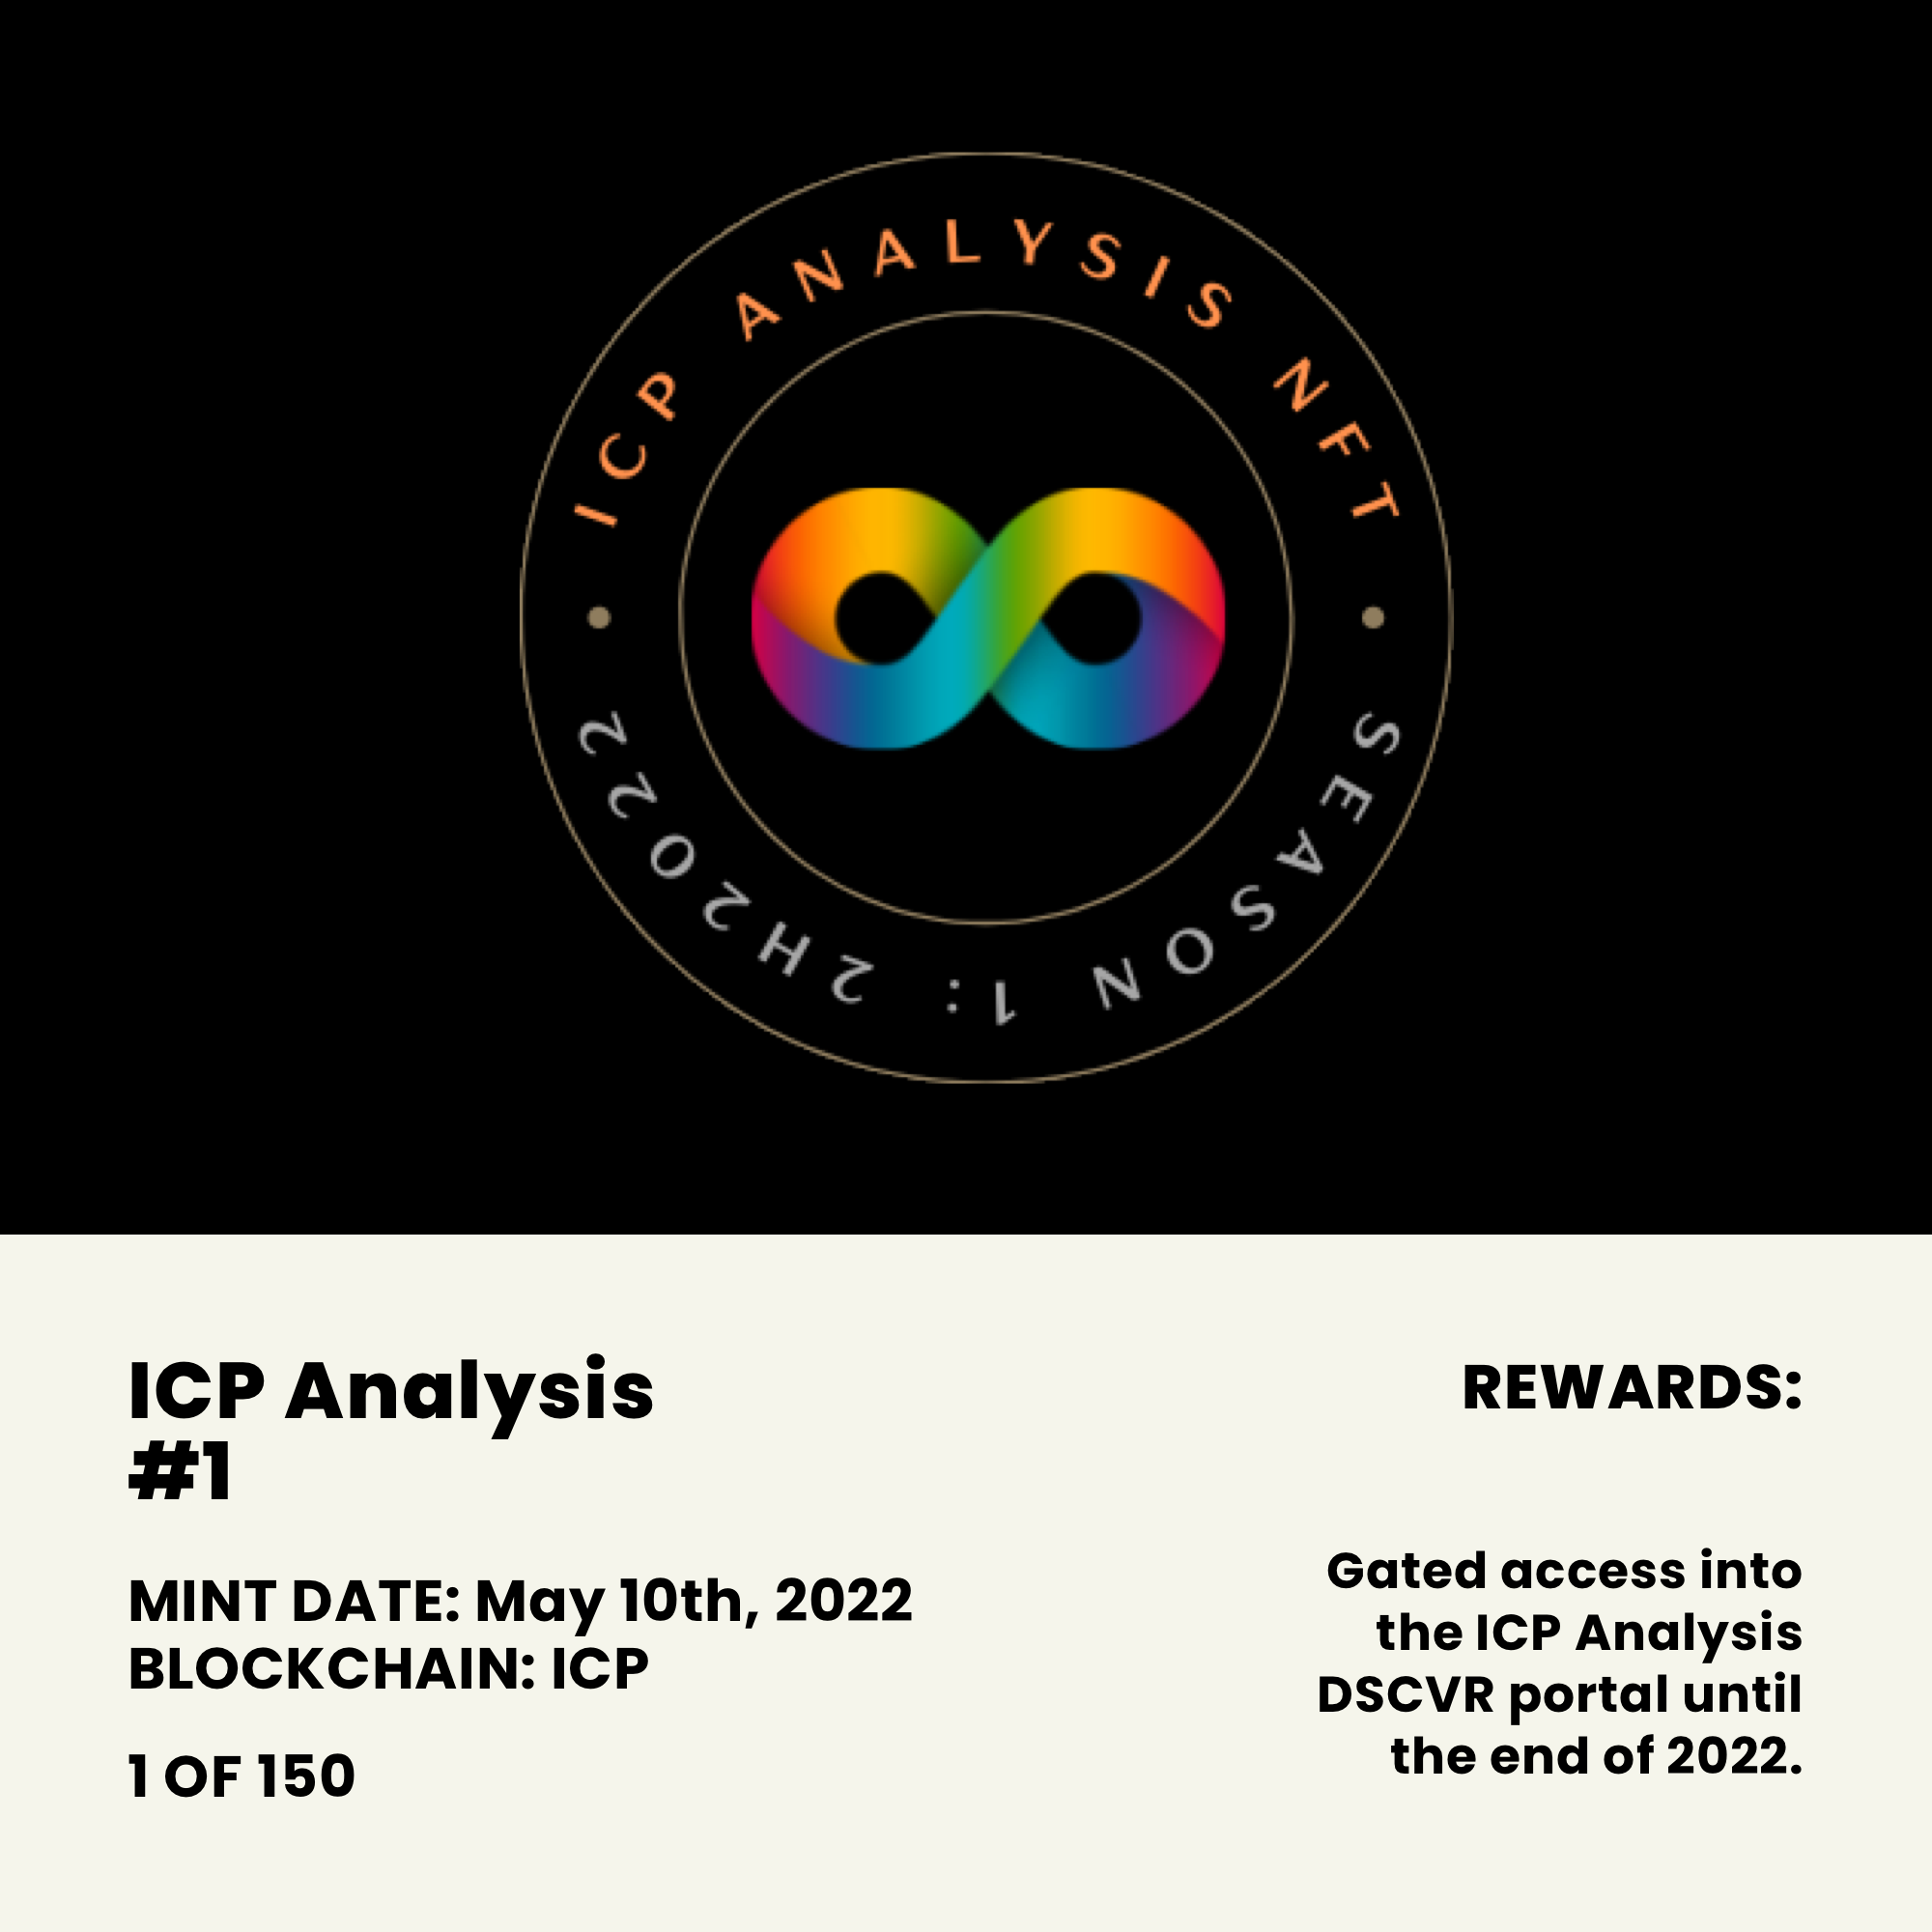 ICP ANALYSIS NFT
SEASON 1: 2H2022
ICP Analysis
#1
MINT DATE: May 10th, 2022
BLOCKCHAIN: ICP
1 OF 150
REWARDS:
Gated access into
the ICP Analysis
DSCVR portal until
the end of 2022.